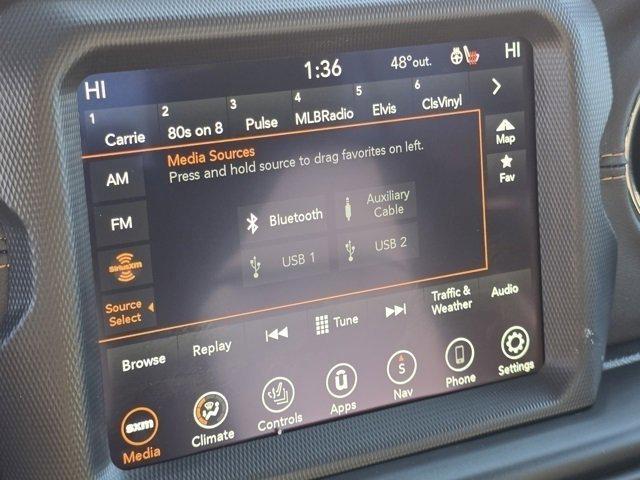 HI 1:36 48°out. HI
1 Carrie 2 80s on 8 3 Pulse 4 MLBRadio 5 Elvis 6 ClsVinyl
Media Sources
Press and hold source to drag favorites on left.
AM
FM
SiriusXM
Source
Select
Bluetooth
Auxiliary
Cable
USB 1
USB 2
Map
Fav
Browse
Replay
Tune
Traffic &
Weather
Audio
sxm
Media
Climate
Controls
u
Apps
S
Nav
Phone
Settings